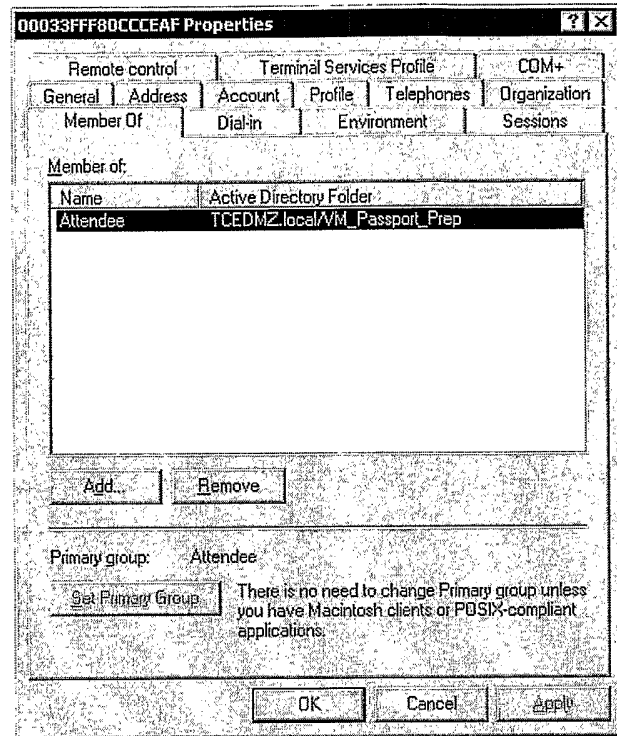 00033FFF80CCCEAF Properties
Remote control Terminal Services Profile COM+
General Address Account Profile Telephones Organization
Member Of Dial-in Environment Sessions
Member of:
Name Active Directory Folder
Attendee TCEDMZ.local/VM_Passport_Prep
Add... Remove
Primary group: Attendee
Set Primary Group
There is no need to change Primary group unless
you have Macintosh clients or POSIX-compliant
applications.
OK Cancel Apply